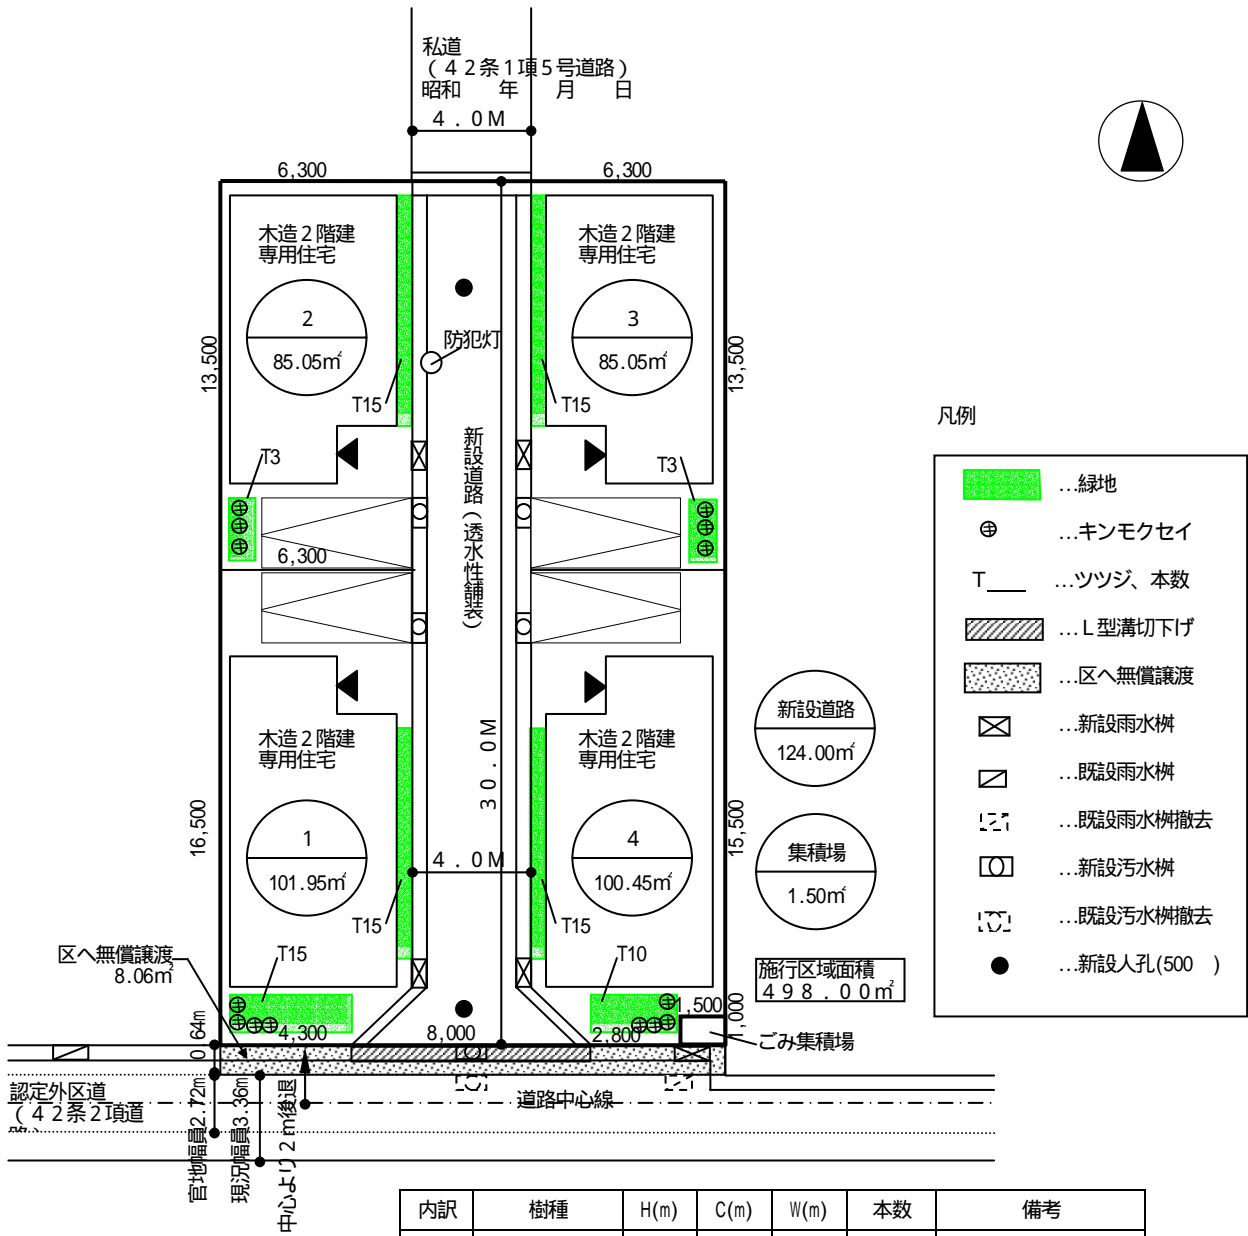 私道
(42条1項5号道路)
昭和 年 月 日
4.0M
6,300
6,300
木造2階建
専用住宅
2
85.05㎡
木造2階建
専用住宅
3
85.05㎡
防犯灯
13,500
13,500
T15
T15
T3
T3
新設道路(透水性舗装)
6,300
30.0M
木造2階建
専用住宅
1
101.95㎡
木造2階建
専用住宅
4
100.45㎡
16,500
15,500
4.0M
T15
T15
T15
T10
新設道路
124.00㎡
集積場
1.50㎡
施行区域面積
498.00㎡
区へ無償譲渡
8.06㎡
4,300
8,000
2,800
1,500
1,000
ごみ集積場
0.64m
認定外区道
(42条2項道
道路中心線
官地幅員2.72m
現況幅員3.36m
中心より2m後退
凡例
…緑地
…キンモクセイ
T …ツツジ、本数
…L型溝切下げ
…区へ無償譲渡
…新設雨水桝
…既設雨水桝
…既設雨水桝撤去
…新設汚水桝
…既設汚水桝撤去
…新設人孔(500 )
内訳 樹種 H(m) C(m) W(m) 本数 備考